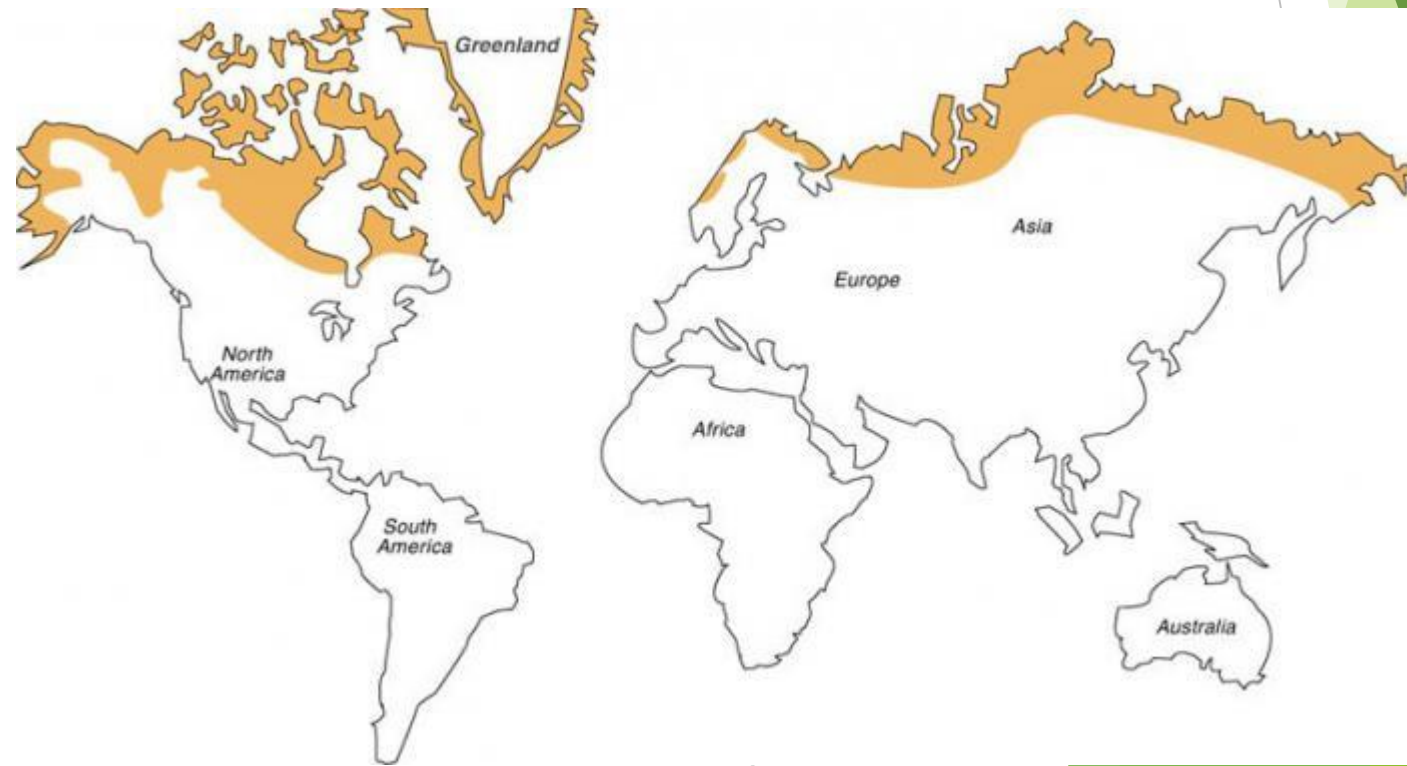 Greenland
Asia
Europe
North
America
Africa
South
America
Australia